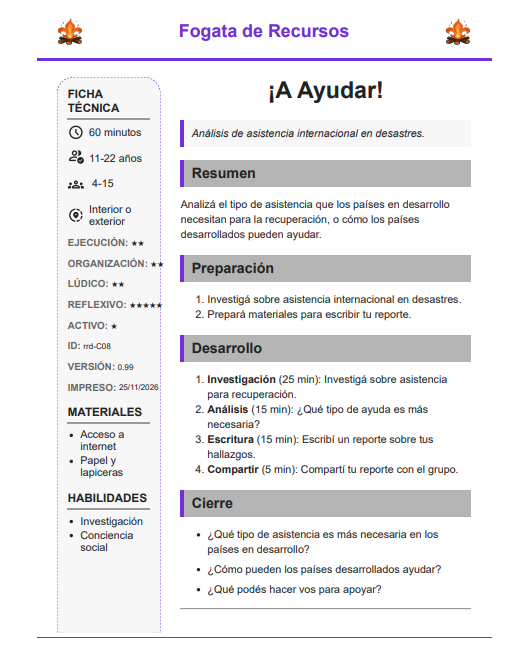 Fogata de Recursos
FICHA
TÉCNICA
60 minutos
11-22 años
4-15
Interior o
exterior
EJECUCIÓN: ★★
ORGANIZACIÓN: ★★
LÚDICO: ★★
REFLEXIVO: ★★★★★
ACTIVO: ★
ID: rrd-C08
VERSIÓN: 0.99
IMPRESO: 25/11/2026
MATERIALES
• Acceso a
internet
• Papel y
lapiceras
HABILIDADES
• Investigación
• Conciencia
social
¡A Ayudar!
Análisis de asistencia internacional en desastres.
Resumen
Analizá el tipo de asistencia que los países en desarrollo
necesitan para la recuperación, o cómo los países
desarrollados pueden ayudar.
Preparación
1. Investigá sobre asistencia internacional en desastres.
2. Prepará materiales para escribir tu reporte.
Desarrollo
1. Investigación (25 min): Investigá sobre asistencia
para recuperación.
2. Análisis (15 min): ¿Qué tipo de ayuda es más
necesaria?
3. Escritura (15 min): Escribí un reporte sobre tus
hallazgos.
4. Compartir (5 min): Compartí tu reporte con el grupo.
Cierre
• ¿Qué tipo de asistencia es más necesaria en los
países en desarrollo?
• ¿Cómo pueden los países desarrollados ayudar?
• ¿Qué podés hacer vos para apoyar?